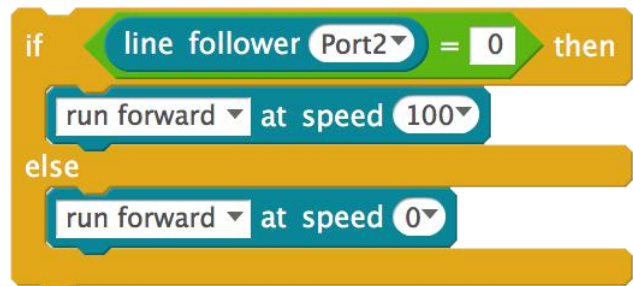 if line follower Port2 = 0 then
run forward at speed 100
else
run forward at speed 0